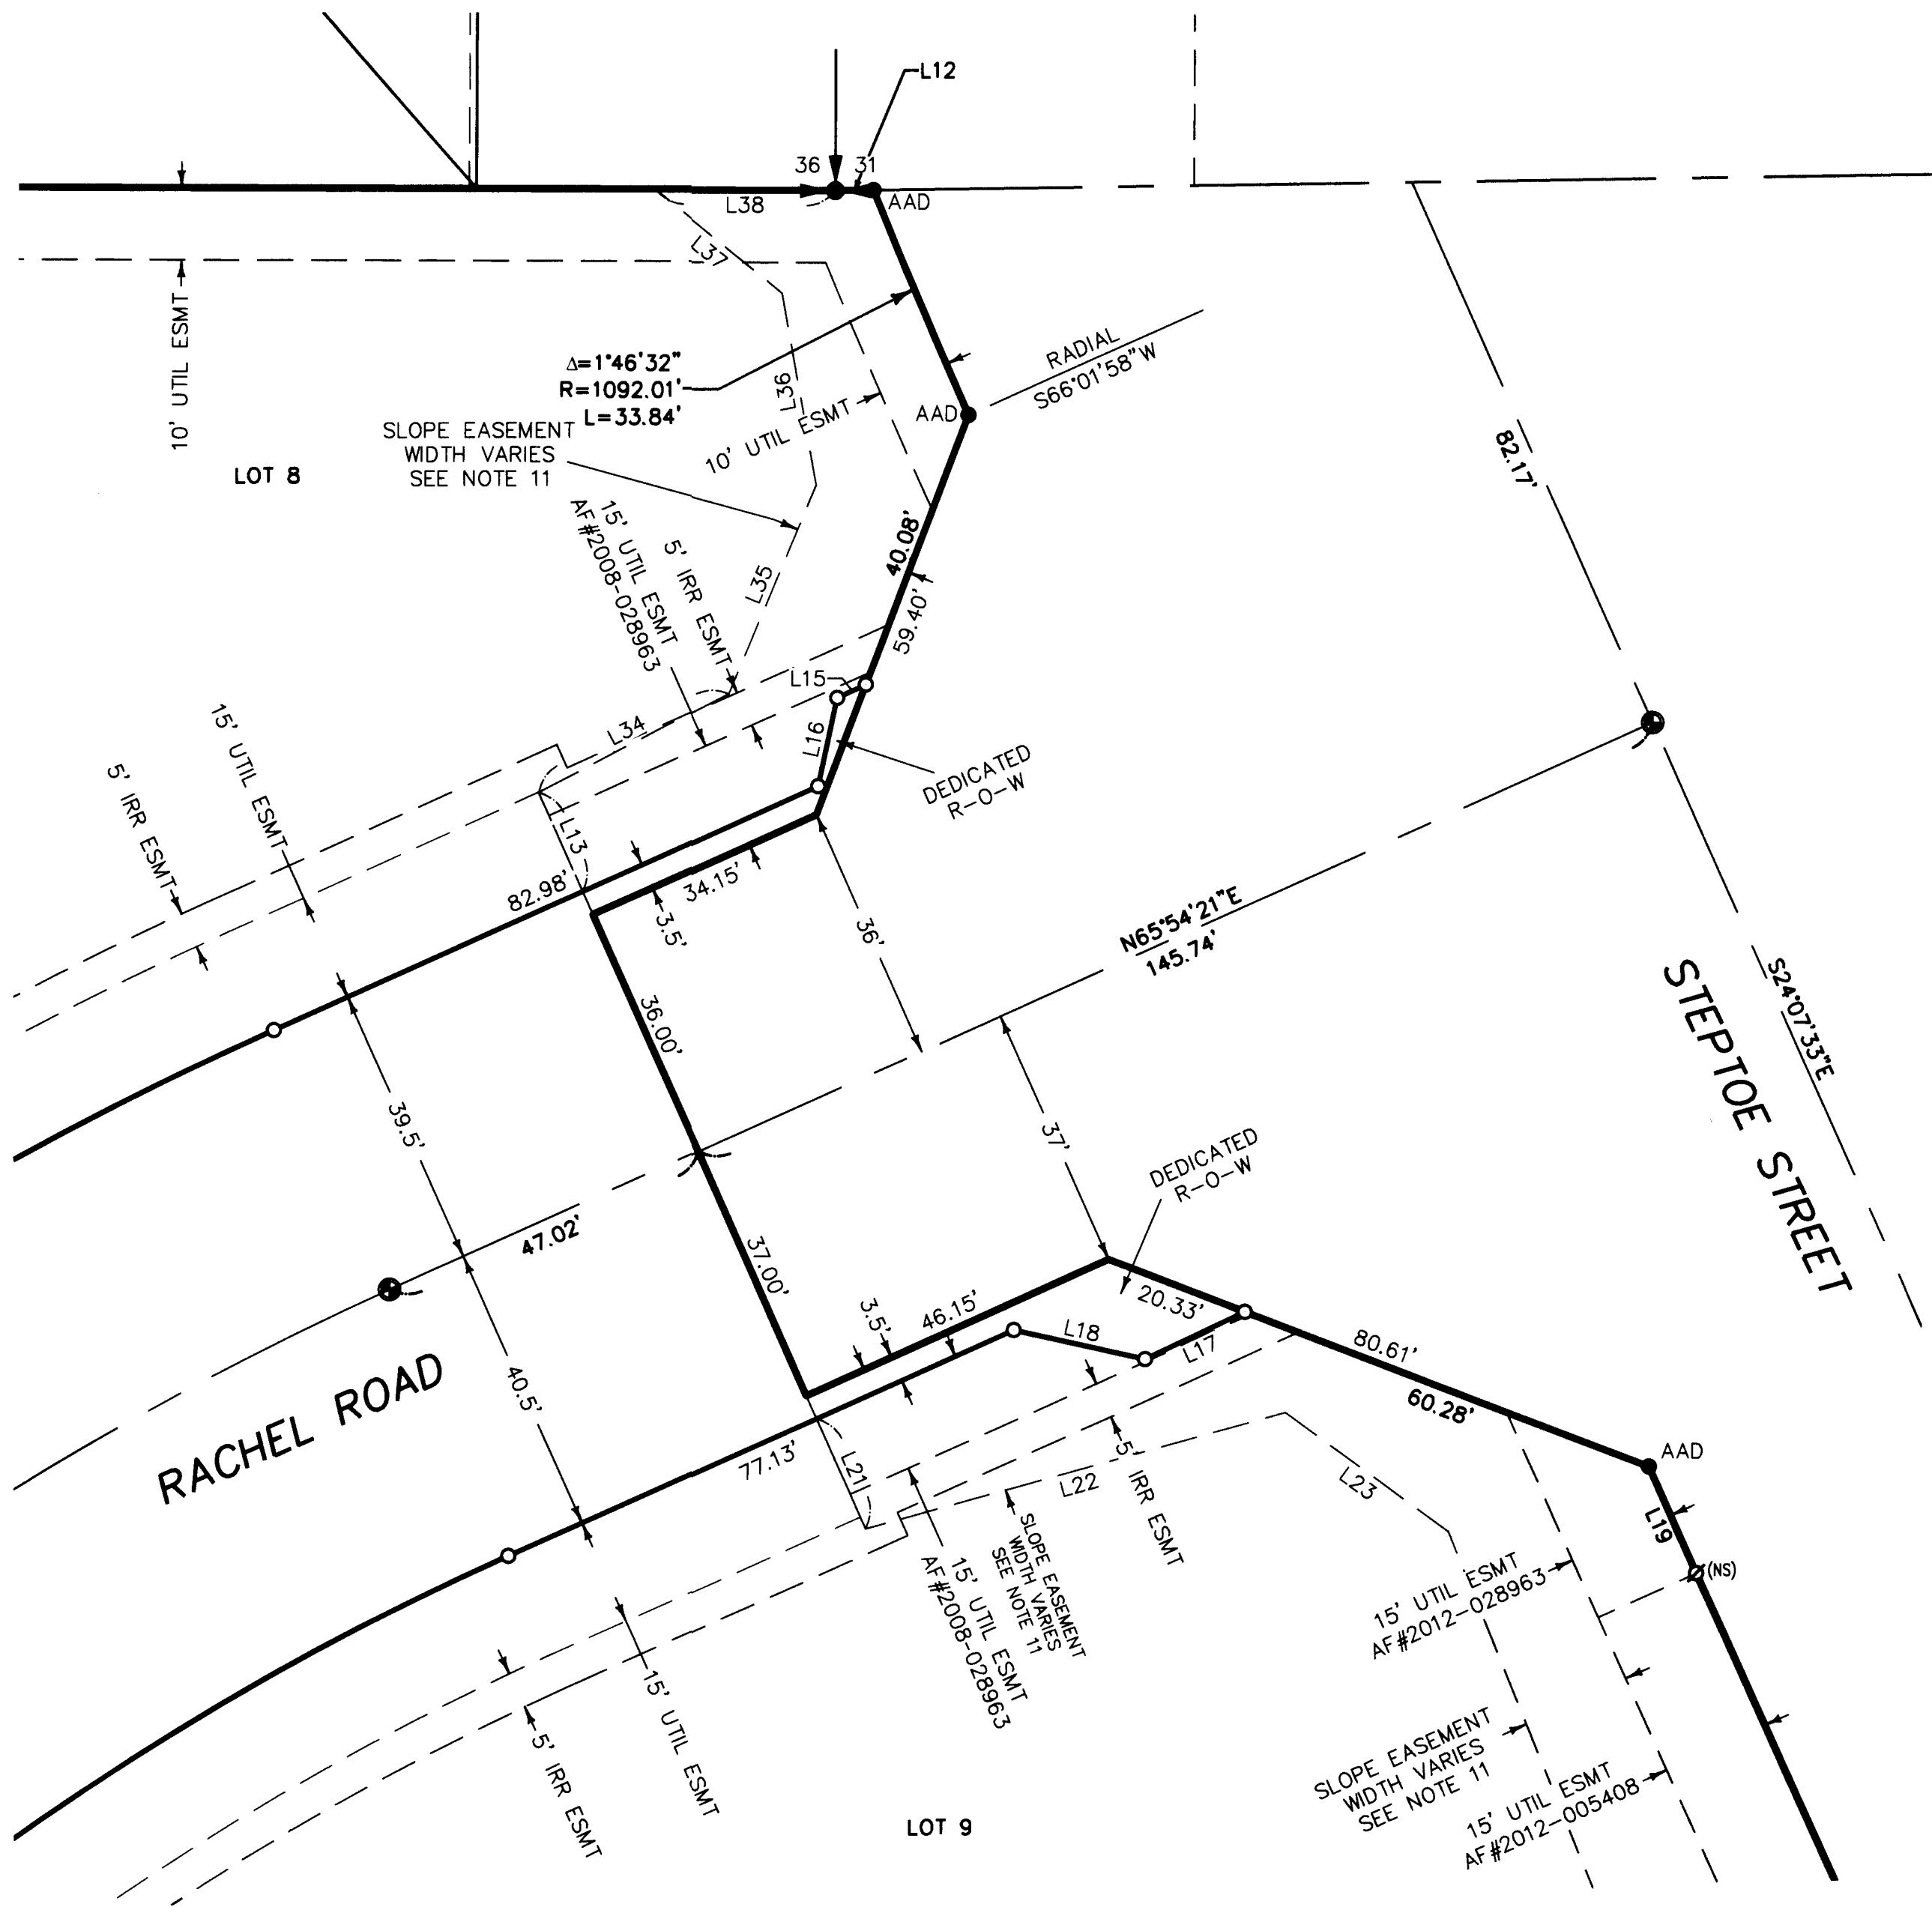 L12
36
31
L38
AAD
L37
10' UTIL ESMT
Δ=1°46'32"
R=1092.01'
L=33.84'
RADIAL
S66°01'58"W
L36
AAD
10' UTIL ESMT
SLOPE EASEMENT
WIDTH VARIES
SEE NOTE 11
LOT 8
82.17'
15' UTIL ESMT
AF#2008-028963
5' IRR ESMT
L35
40.08'
59.40'
L15
L16
L34
15' UTIL ESMT
5' IRR ESMT
DEDICATED
R-O-W
L13
82.98'
34.15'
3.5'
36'
N65°54'21"E
145.74'
S24°07'33"E
STEPTOE STREET
36.00'
39.5'
37'
DEDICATED
R-O-W
47.02'
37.00'
20.33'
3.5'
46.15'
L18
L17
80.61'
60.28'
RACHEL ROAD
40.5'
77.13'
L21
L22
L23
AAD
L19
(NS)
5' IRR ESMT
SLOPE EASEMENT
WIDTH VARIES
SEE NOTE 11
15' UTIL ESMT
AF#2008-028963
15' UTIL ESMT
AF#2012-028963
15' UTIL ESMT
5' IRR ESMT
SLOPE EASEMENT
WIDTH VARIES
SEE NOTE 11
15' UTIL ESMT
AF#2012-005408
LOT 9